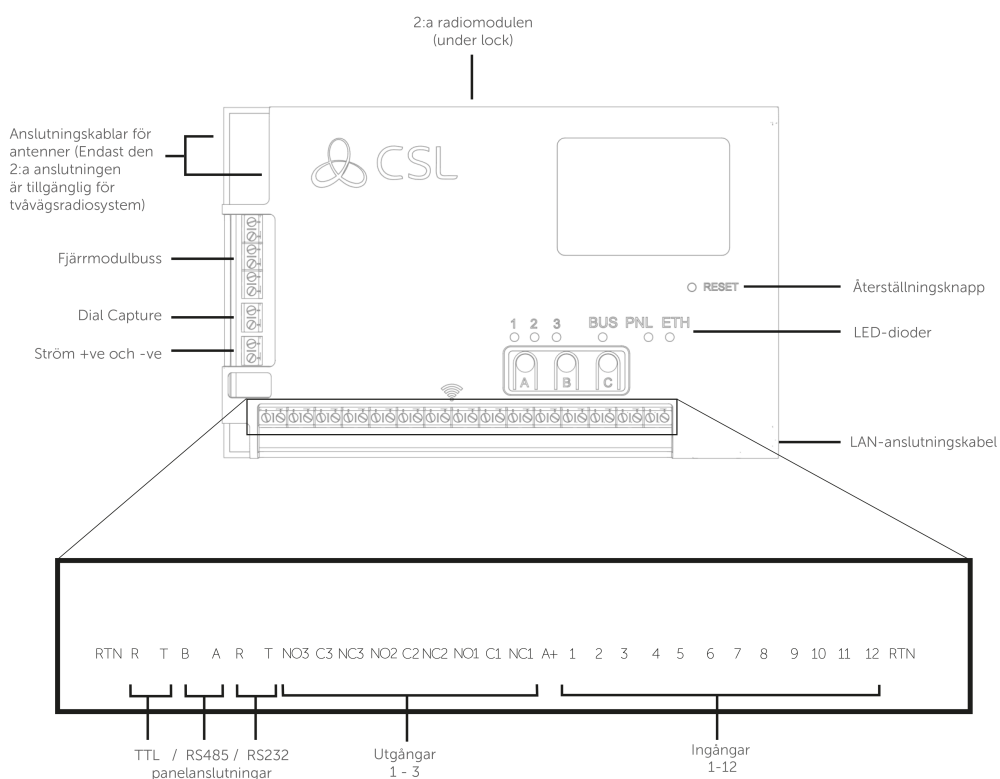 2:a radiomodulen
(under lock)
Anslutningskablar för
antenner (Endast den
2:a anslutningen
är tillgänglig för
tvåvägsradiosystem)
CSL
Fjärrmodulbuss
RESET
Återställningsknapp
Dial Capture
1 2 3 BUS PNL ETH
LED-dioder
Ström +ve och -ve
A B C
LAN-anslutningskabel
RTN R T B A R T NO3 C3 NC3 NO2 C2 NC2 NO1 C1 NC1 A+ 1 2 3 4 5 6 7 8 9 10 11 12 RTN
TTL / RS485 / RS232
panelanslutningar
Utgångar
1 - 3
Ingångar
1-12